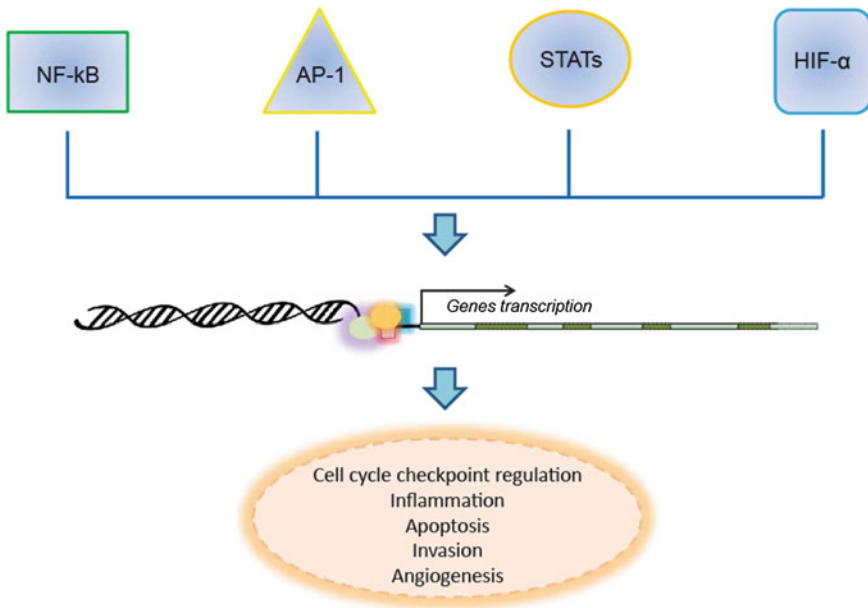 NF-kB
AP-1
STATs
HIF-α
Genes transcription
Cell cycle checkpoint regulation
Inflammation
Apoptosis
Invasion
Angiogenesis